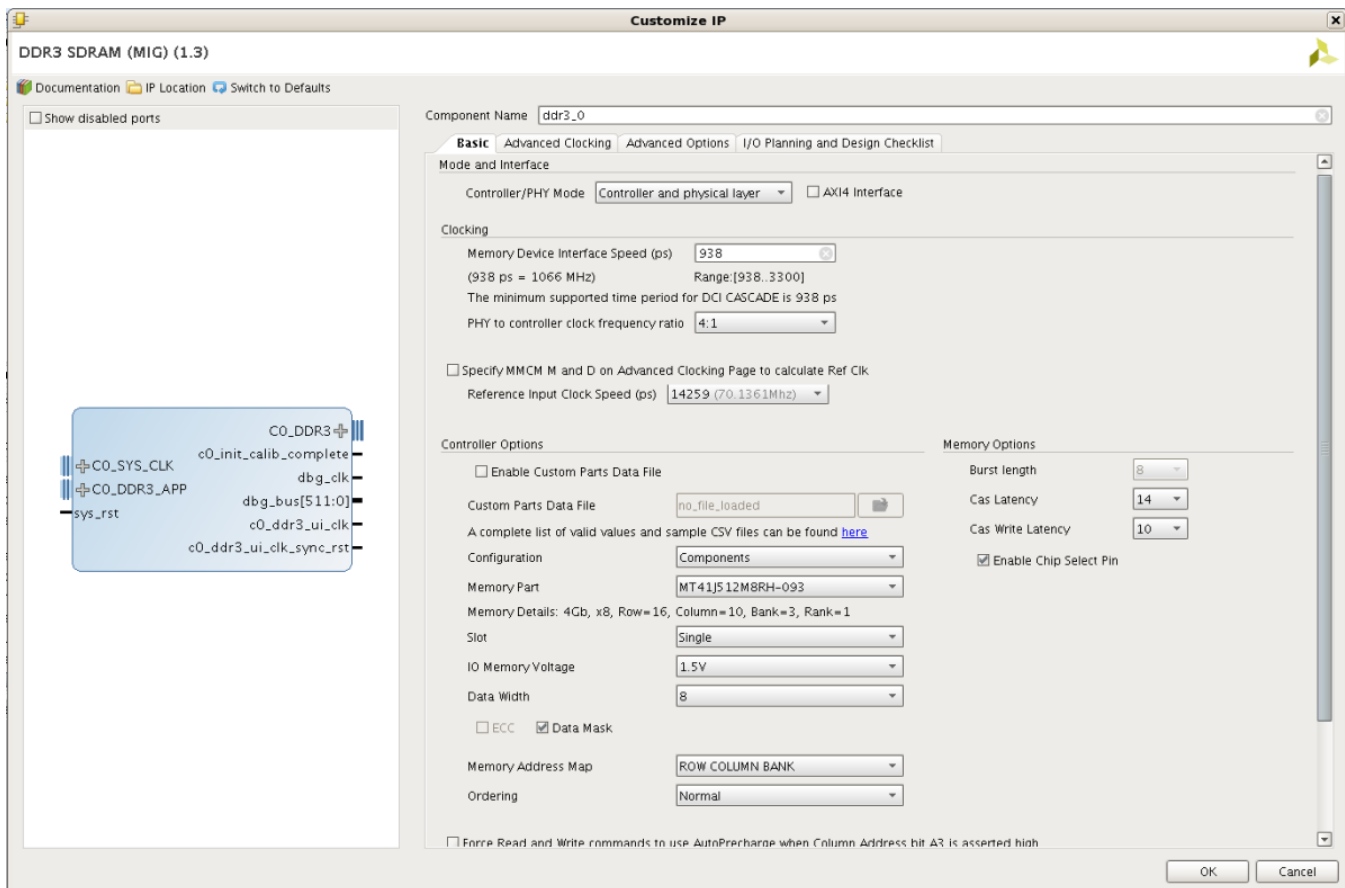 Customize IP
DDR3 SDRAM (MIG) (1.3)
Documentation IP Location Switch to Defaults
Show disabled ports
C0_DDR3
c0_init_calib_complete
C0_SYS_CLK
dbg_clk
C0_DDR3_APP
dbg_bus[511:0]
sys_rst
c0_ddr3_ui_clk
c0_ddr3_ui_clk_sync_rst
Component Name ddr3_0
Basic Advanced Clocking Advanced Options I/O Planning and Design Checklist
Mode and Interface
Controller/PHY Mode Controller and physical layer AXI4 Interface
Clocking
Memory Device Interface Speed (ps) 938
(938 ps = 1066 MHz) Range:[938..3300]
The minimum supported time period for DCI CASCADE is 938 ps
PHY to controller clock frequency ratio 4:1
Specify MMCM M and D on Advanced Clocking Page to calculate Ref Clk
Reference Input Clock Speed (ps) 14259 (70.1361Mhz)
Controller Options
Enable Custom Parts Data File
Custom Parts Data File no_file_loaded
A complete list of valid values and sample CSV files can be found here
Configuration Components
Memory Part MT41J512M8RH-093
Memory Details: 4Gb, x8, Row=16, Column=10, Bank=3, Rank=1
Slot Single
IO Memory Voltage 1.5V
Data Width 8
ECC Data Mask
Memory Address Map ROW COLUMN BANK
Ordering Normal
Force Read and Write commands to use AutoPrecharge when Column Address bit A3 is asserted high
Memory Options
Burst length 8
Cas Latency 14
Cas Write Latency 10
Enable Chip Select Pin
OK Cancel